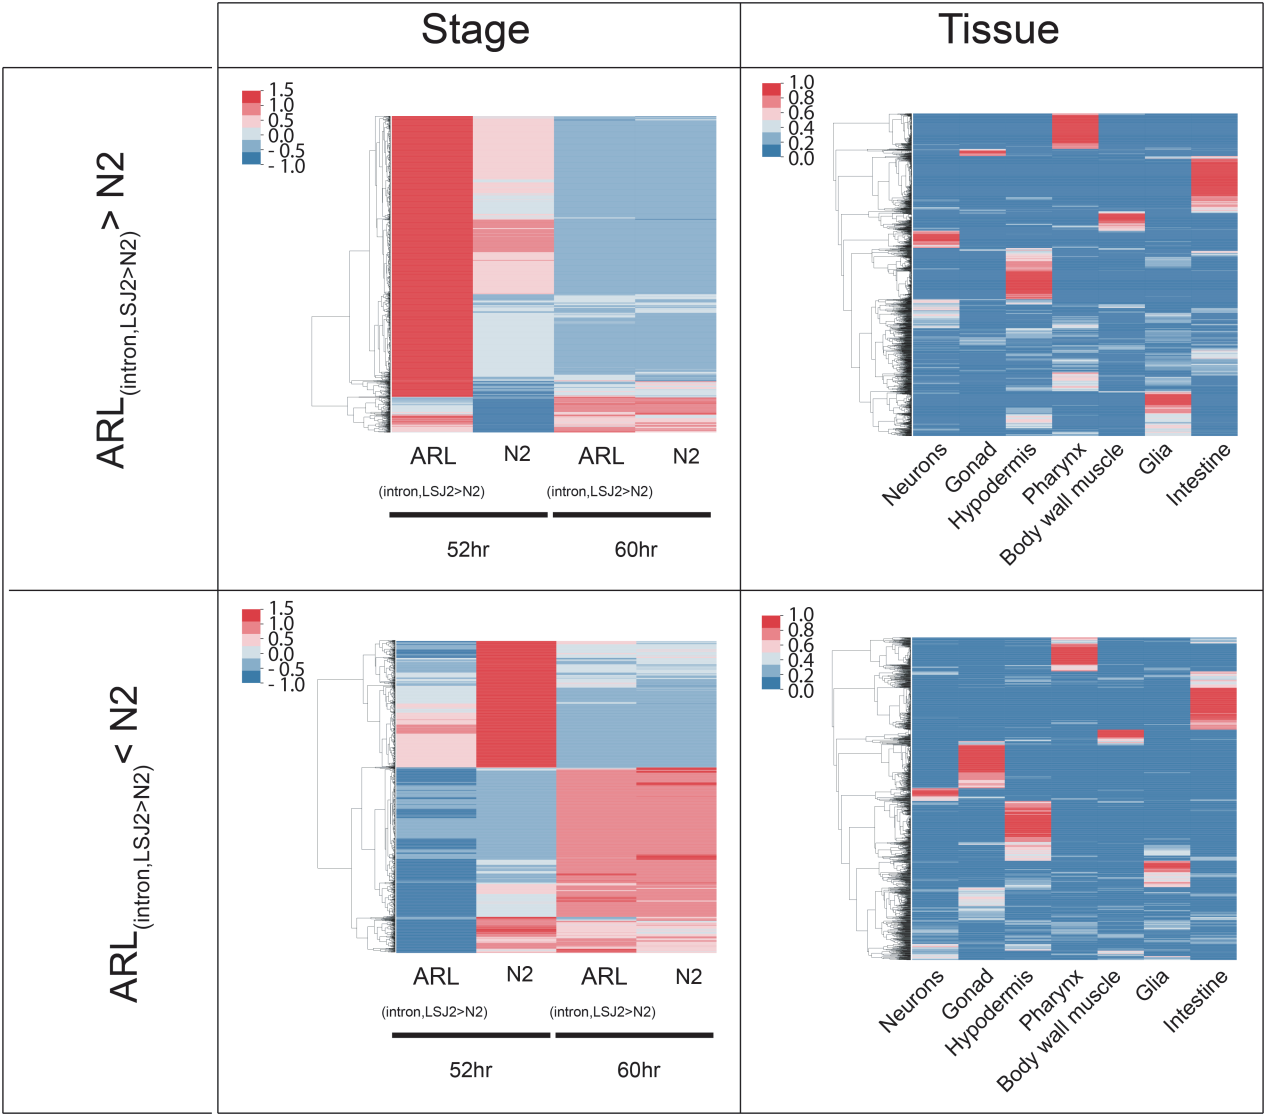 Stage
Tissue
ARL(intron,LSJ2>N2)> N2
1.5
1.0
0.5
0.0
- 0.5
- 1.0
ARL
N2
ARL
N2
(intron,LSJ2>N2)
(intron,LSJ2>N2)
52hr
60hr
1.0
0.8
0.6
0.4
0.2
0.0
Neurons
Gonad
Hypodermis
Pharynx
Body wall muscle
Glia
Intestine
ARL(intron,LSJ2>N2)< N2
1.5
1.0
0.5
0.0
- 0.5
- 1.0
ARL
N2
ARL
N2
(intron,LSJ2>N2)
(intron,LSJ2>N2)
52hr
60hr
1.0
0.8
0.6
0.4
0.2
0.0
Neurons
Gonad
Hypodermis
Pharynx
Body wall muscle
Glia
Intestine